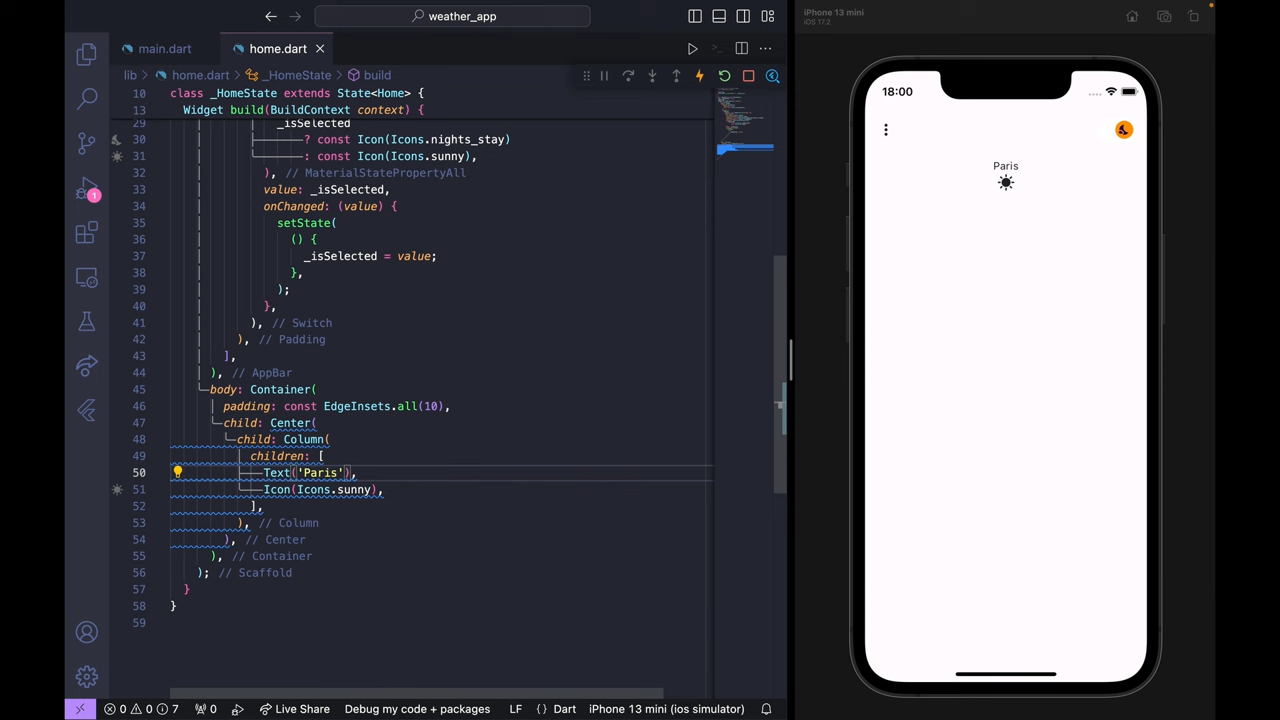 weather_app
main.dart
home.dart
lib > home.dart > _HomeState > build
10 class _HomeState extends State<Home> {
13 Widget build(BuildContext context) {
29 _isSelected
30 ? const Icon(Icons.nights_stay)
31 : const Icon(Icons.sunny),
32 ), // MaterialStatePropertyAll
33 value: _isSelected,
34 onChanged: (value) {
35 setState(
36 () {
37 _isSelected = value;
38 },
39 );
40 },
41 ), // Switch
42 ), // Padding
43 ],
44 ), // AppBar
45 body: Container(
46 padding: const EdgeInsets.all(10),
47 child: Center(
48 child: Column(
49 children: [
50 Text('Paris'),
51 Icon(Icons.sunny),
52 ],
53 ), // Column
54 ), // Center
55 ), // Container
56 ); // Scaffold
57 }
58 }
59
1
0 0 7 0 Live Share Debug my code + packages LF {} Dart iPhone 13 mini (ios simulator)
iPhone 13 mini
iOS 17.2
18:00
Paris